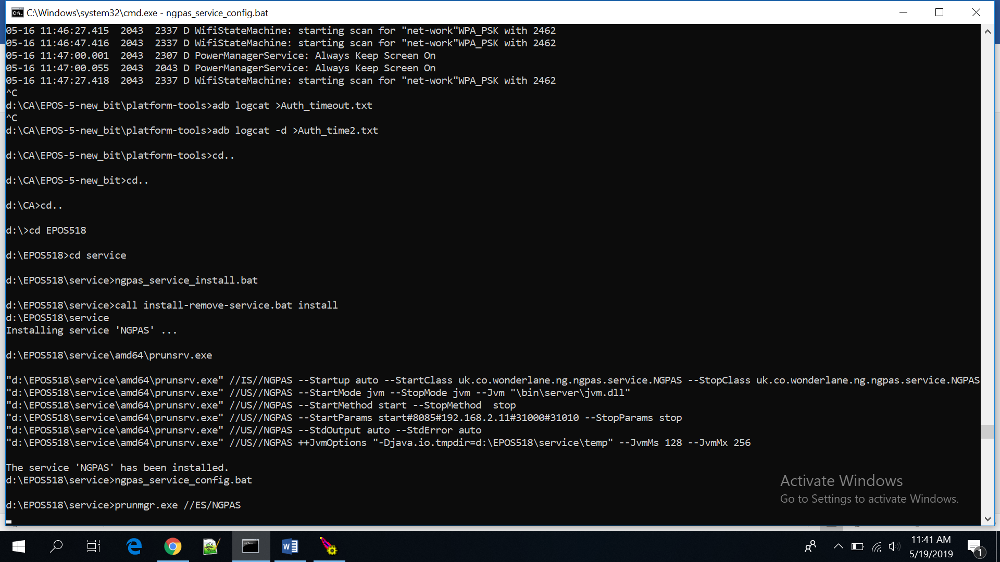 C:\Windows\system32\cmd.exe - ngpas_service_config.bat
05-16 11:46:27.415  2043  2337 D WifiStateMachine: starting scan for "net-work"WPA_PSK with 2462
05-16 11:46:47.416  2043  2337 D WifiStateMachine: starting scan for "net-work"WPA_PSK with 2462
05-16 11:47:00.001  2043  2307 D PowerManagerService: Always Keep Screen On
05-16 11:47:00.055  2043  2043 D PowerManagerService: Always Keep Screen On
05-16 11:47:27.418  2043  2337 D WifiStateMachine: starting scan for "net-work"WPA_PSK with 2462
^C
d:\CA\EPOS-5-new_bit\platform-tools>adb logcat >Auth_timeout.txt
^C
d:\CA\EPOS-5-new_bit\platform-tools>adb logcat -d >Auth_time2.txt
d:\CA\EPOS-5-new_bit\platform-tools>cd..
d:\CA\EPOS-5-new_bit>cd..
d:\CA>cd..
d:\>cd EPOS518
d:\EPOS518>cd service
d:\EPOS518\service>ngpas_service_install.bat
d:\EPOS518\service>call install-remove-service.bat install
d:\EPOS518\service
Installing service 'NGPAS' ...
d:\EPOS518\service\amd64\prunsrv.exe
"d:\EPOS518\service\amd64\prunsrv.exe" //IS//NGPAS --Startup auto --StartClass uk.co.wonderlane.ng.ngpas.service.NGPAS --StopClass uk.co.wonderlane.ng.ngpas.service.NGPAS
"d:\EPOS518\service\amd64\prunsrv.exe" //US//NGPAS --StartMode jvm --StopMode jvm --Jvm "\bin\server\jvm.dll"
"d:\EPOS518\service\amd64\prunsrv.exe" //US//NGPAS --StartMethod start --StopMethod  stop
"d:\EPOS518\service\amd64\prunsrv.exe" //US//NGPAS --StartParams start#8085#192.168.2.11#31000#31010 --StopParams stop
"d:\EPOS518\service\amd64\prunsrv.exe" //US//NGPAS --StdOutput auto --StdError auto
"d:\EPOS518\service\amd64\prunsrv.exe" //US//NGPAS ++JvmOptions "-Djava.io.tmpdir=d:\EPOS518\service\temp" --JvmMs 128 --JvmMx 256
The service 'NGPAS' has been installed.
d:\EPOS518\service>ngpas_service_config.bat
d:\EPOS518\service>prunmgr.exe //ES/NGPAS
Activate Windows
Go to Settings to activate Windows.
11:41 AM
5/19/2019
1